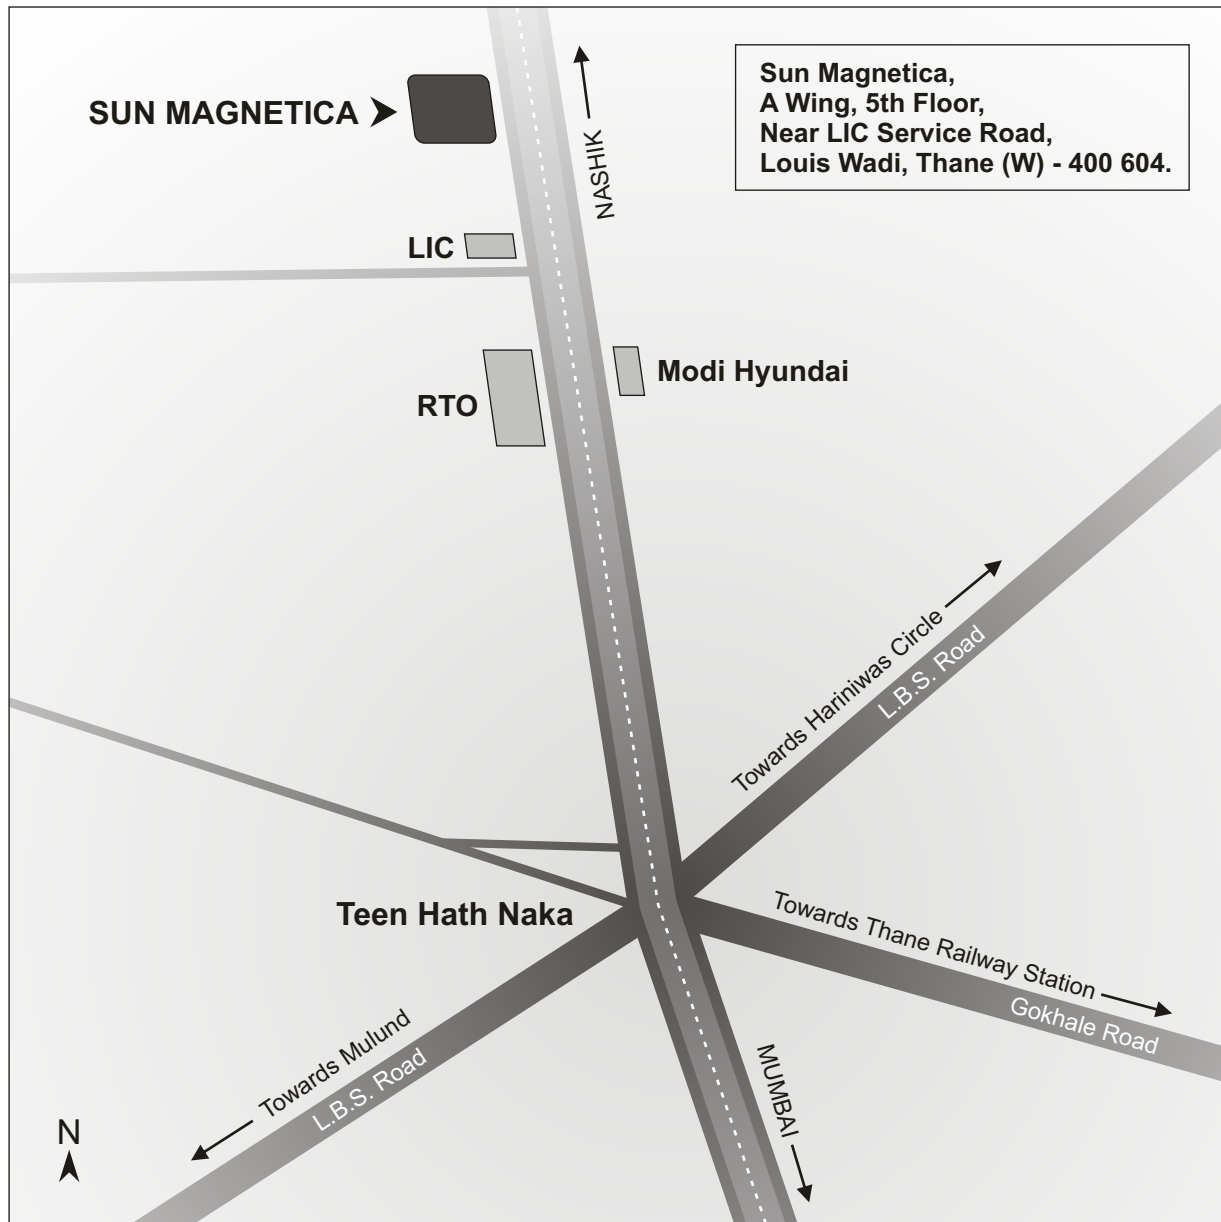 Sun Magnetica,
A Wing, 5th Floor,
Near LIC Service Road,
Louis Wadi, Thane (W) - 400 604.
SUN MAGNETICA
NASHIK
LIC
Modi Hyundai
RTO
Towards Hariniwas Circle
L.B.S. Road
Teen Hath Naka
Towards Thane Railway Station
Gokhale Road
Towards Mulund
L.B.S. Road
MUMBAI
N